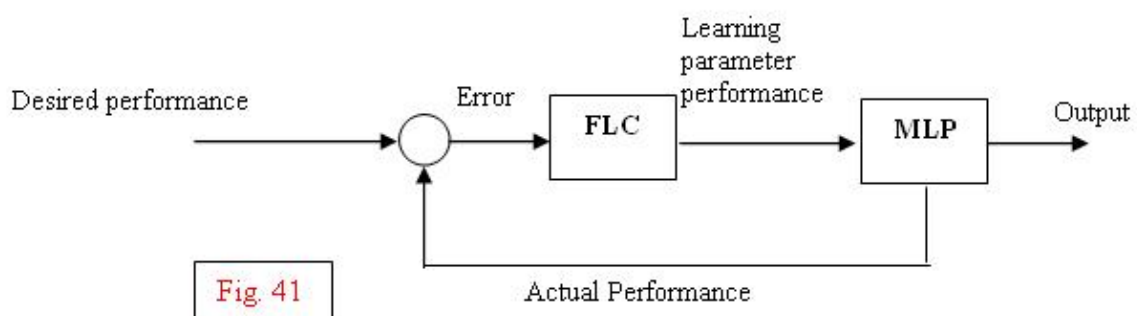 Desired performance
Error
FLC
Learning
parameter
performance
MLP
Output
Actual Performance
Fig. 41